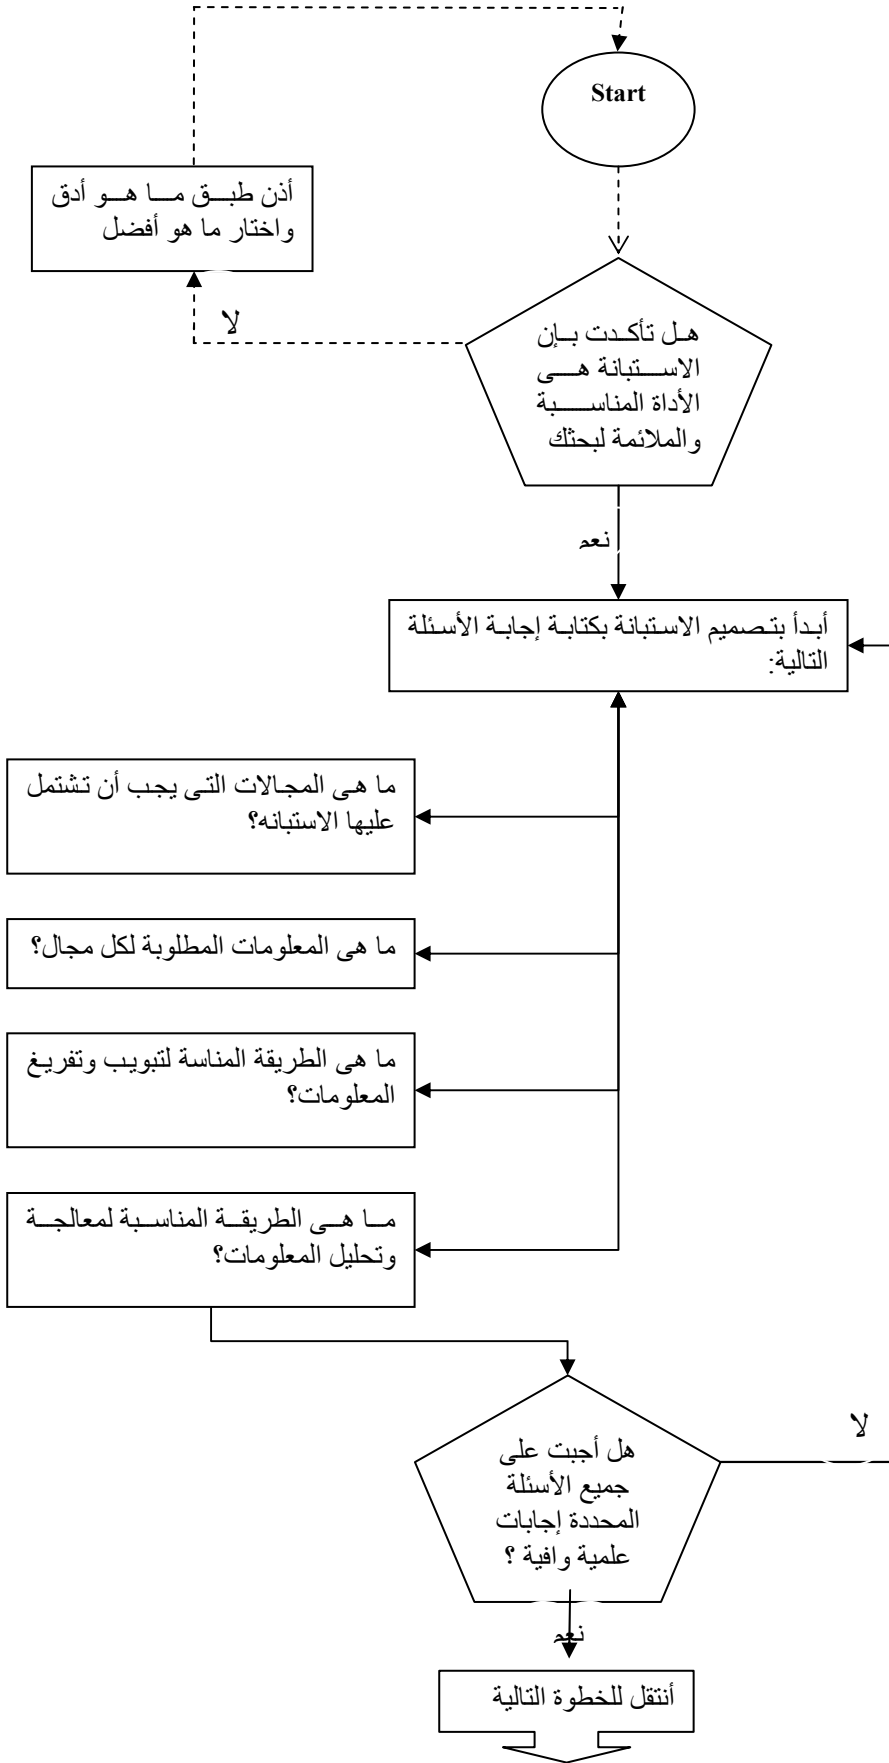 Start
أذن طبق ما هو أدق
واختار ما هو أفضل
لا
هل تأكدت بإن
الاستبانة هى
الأداة المناسبة
والملائمة لبحثك
نعم
أبدأ بتصميم الاستبانة بكتابة إجابة الأسئلة
التالية:
ما هى المجالات التى يجب أن تشتمل
عليها الاستبانه؟
ما هى المعلومات المطلوبة لكل مجال؟
ما هى الطريقة المناسة لتبويب وتفريغ
المعلومات؟
ما هى الطريقة المناسبة لمعالجة
وتحليل المعلومات؟
لا
هل أجبت على
جميع الأسئلة
المحددة إجابات
علمية وافية ؟
نعم
أنتقل للخطوة التالية